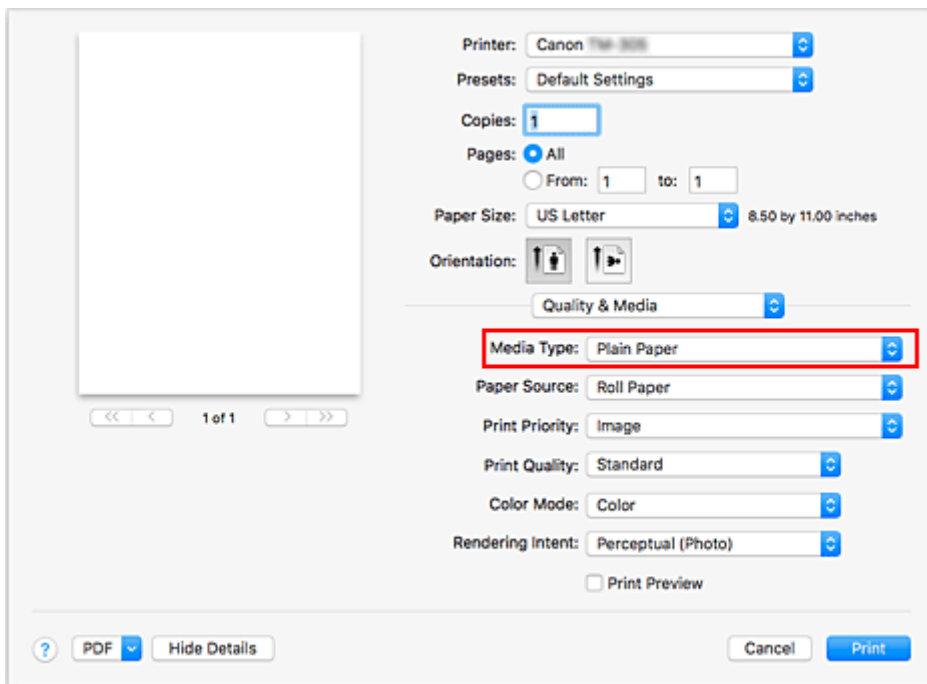 Printer: Canon
Presets: Default Settings
Copies: 1
Pages: All
From: 1 to: 1
Paper Size: US Letter 8.50 by 11.00 inches
Orientation:
Quality & Media
Media Type: Plain Paper
Paper Source: Roll Paper
<< < 1 of 1 > >>
Print Priority: Image
Print Quality: Standard
Color Mode: Color
Rendering Intent: Perceptual (Photo)
Print Preview
? PDF Hide Details Cancel Print